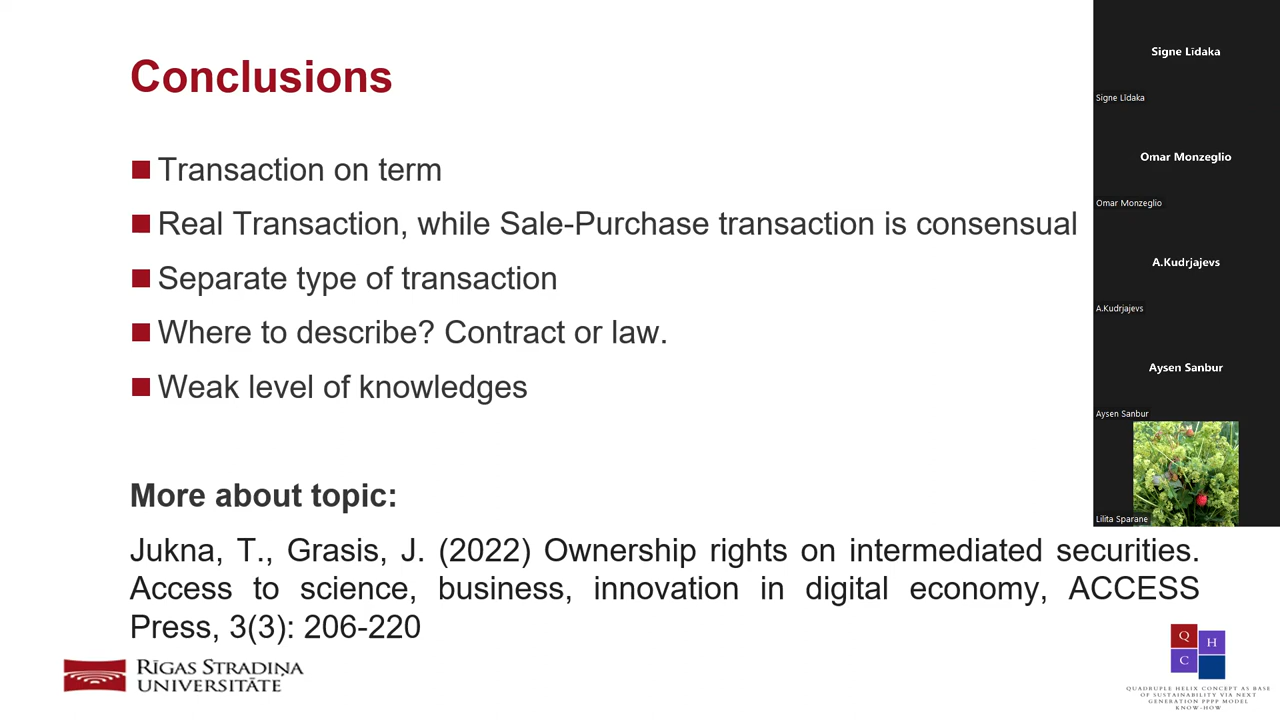 Conclusions
Transaction on term
Real Transaction, while Sale-Purchase transaction is consensual
Separate type of transaction
Where to describe? Contract or law.
Weak level of knowledges
More about topic:
Jukna, T., Grasis, J. (2022) Ownership rights on intermediated securities.
Access to science, business, innovation in digital economy, ACCESS
Press, 3(3): 206-220
RĪGAS STRADIŅA
UNIVERSITĀTE
Signe Līdaka
Signe Līdaka
Omar Monzeglio
Omar Monzeglio
A.Kudrjajevs
A.Kudrjajevs
Aysen Sanbur
Aysen Sanbur
Lilita Sparane
Q
H
C
QUADRUPLE HELIX CONCEPT AS BASE
OF SUSTAINABILITY VIA NEXT
GENERATION PPPP MODEL
KNOW-HOW